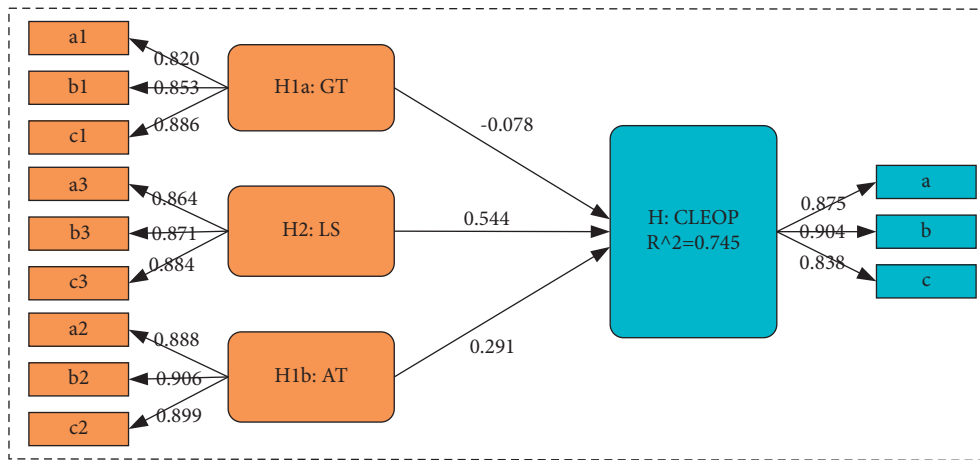 a1
b1
c1
0.820
0.853
0.886
H1a: GT
a3
b3
c3
0.864
0.871
0.884
H2: LS
a2
b2
c2
0.888
0.906
0.899
H1b: AT
-0.078
0.544
0.291
H: CLEOP
R^2=0.745
0.875
0.904
0.838
a
b
c